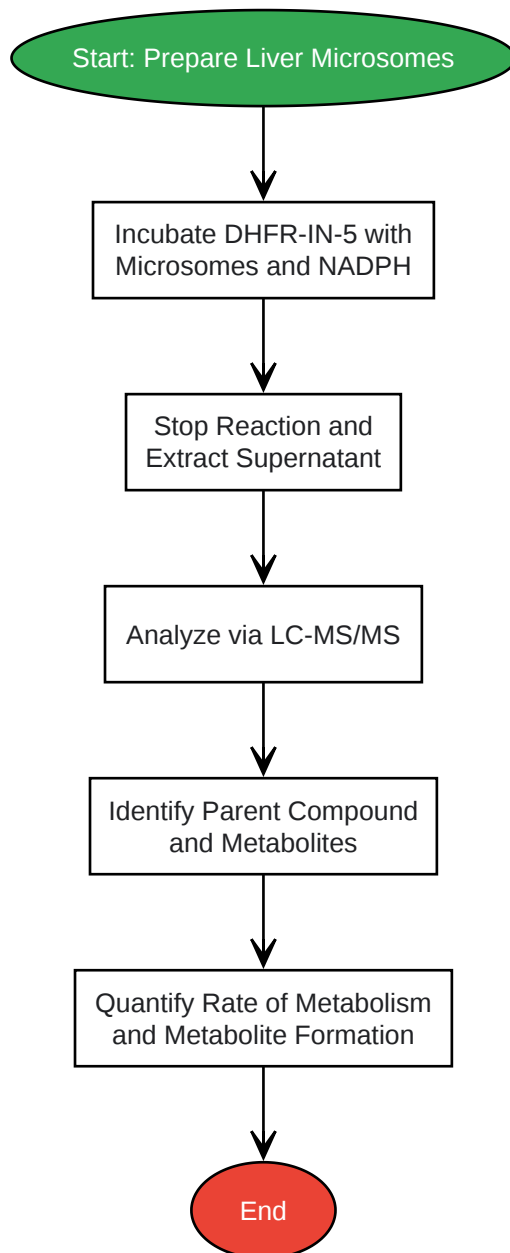 Start: Prepare Liver Microsomes
Incubate DHFR-IN-5 with
Microsomes and NADPH
Stop Reaction and
Extract Supernatant
Analyze via LC-MS/MS
Identify Parent Compound
and Metabolites
Quantify Rate of Metabolism
and Metabolite Formation
End